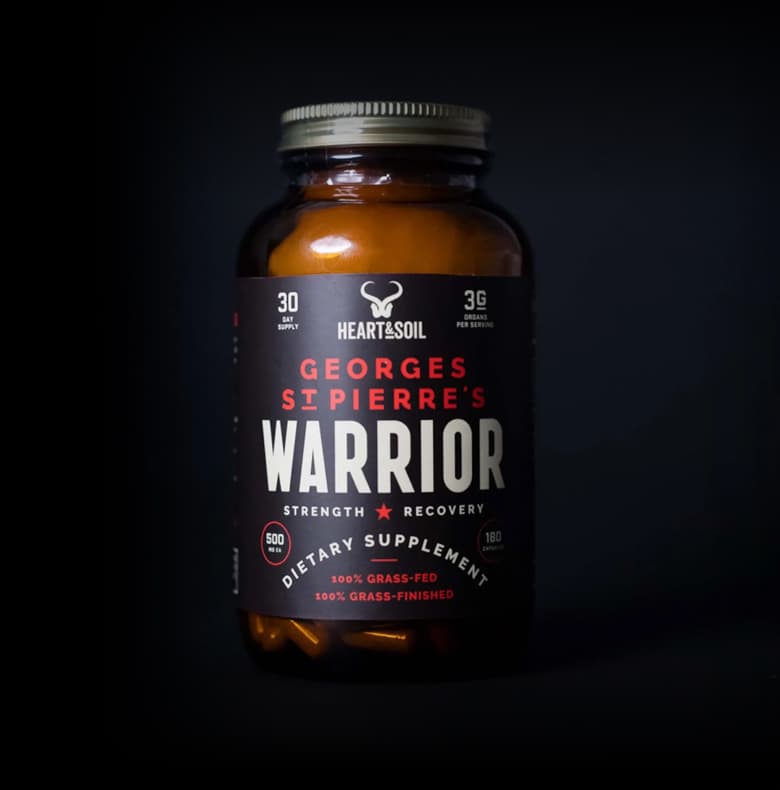 30
DAY
SUPPLY
HEART&SOIL
3G
ORGANS
PER SERVING
GEORGES
ST PIERRE'S
WARRIOR
STRENGTH ★ RECOVERY
500
MG EA
180
CAPSULES
DIETARY SUPPLEMENT
100% GRASS-FED
100% GRASS-FINISHED